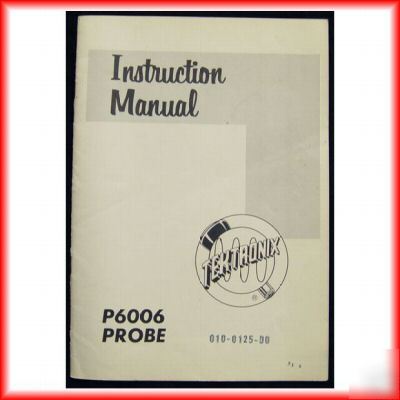 Instruction
Manual
TEKTRONIX
®
P6006
PROBE
010-0125-00